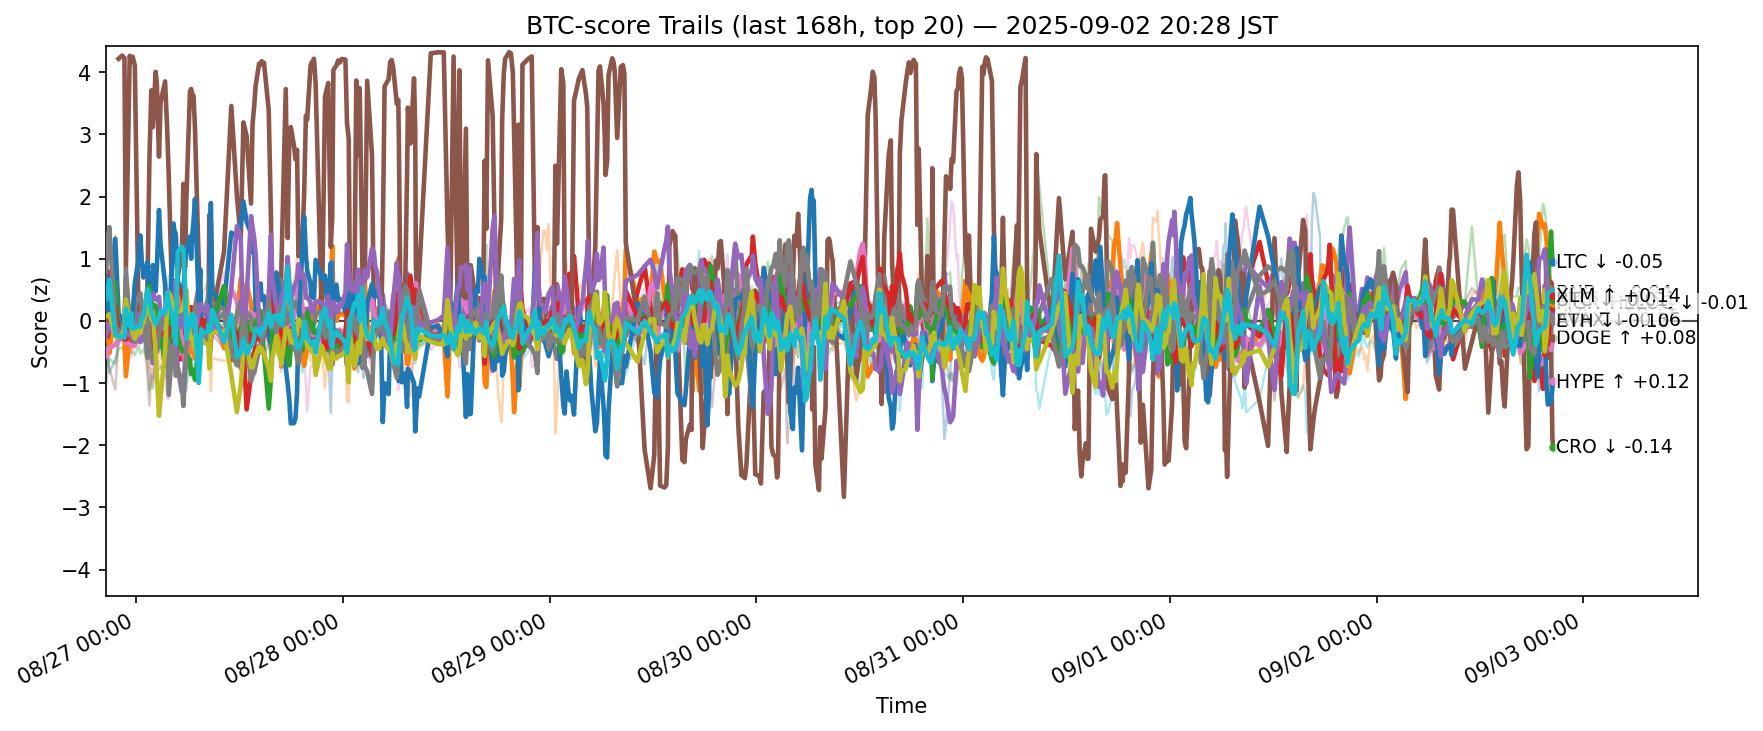 BTC-score Trails (last 168h, top 20) — 2025-09-02 20:28 JST
Score (z)
4
3
2
1
0
−1
−2
−3
−4
LTC ↓ -0.05
XLM ↑ +0.14
↓ -0.01
ETH
DOGE ↑ +0.08
HYPE ↑ +0.12
CRO ↓ -0.14
08/27 00:00
08/28 00:00
08/29 00:00
08/30 00:00
08/31 00:00
09/01 00:00
09/02 00:00
09/03 00:00
Time